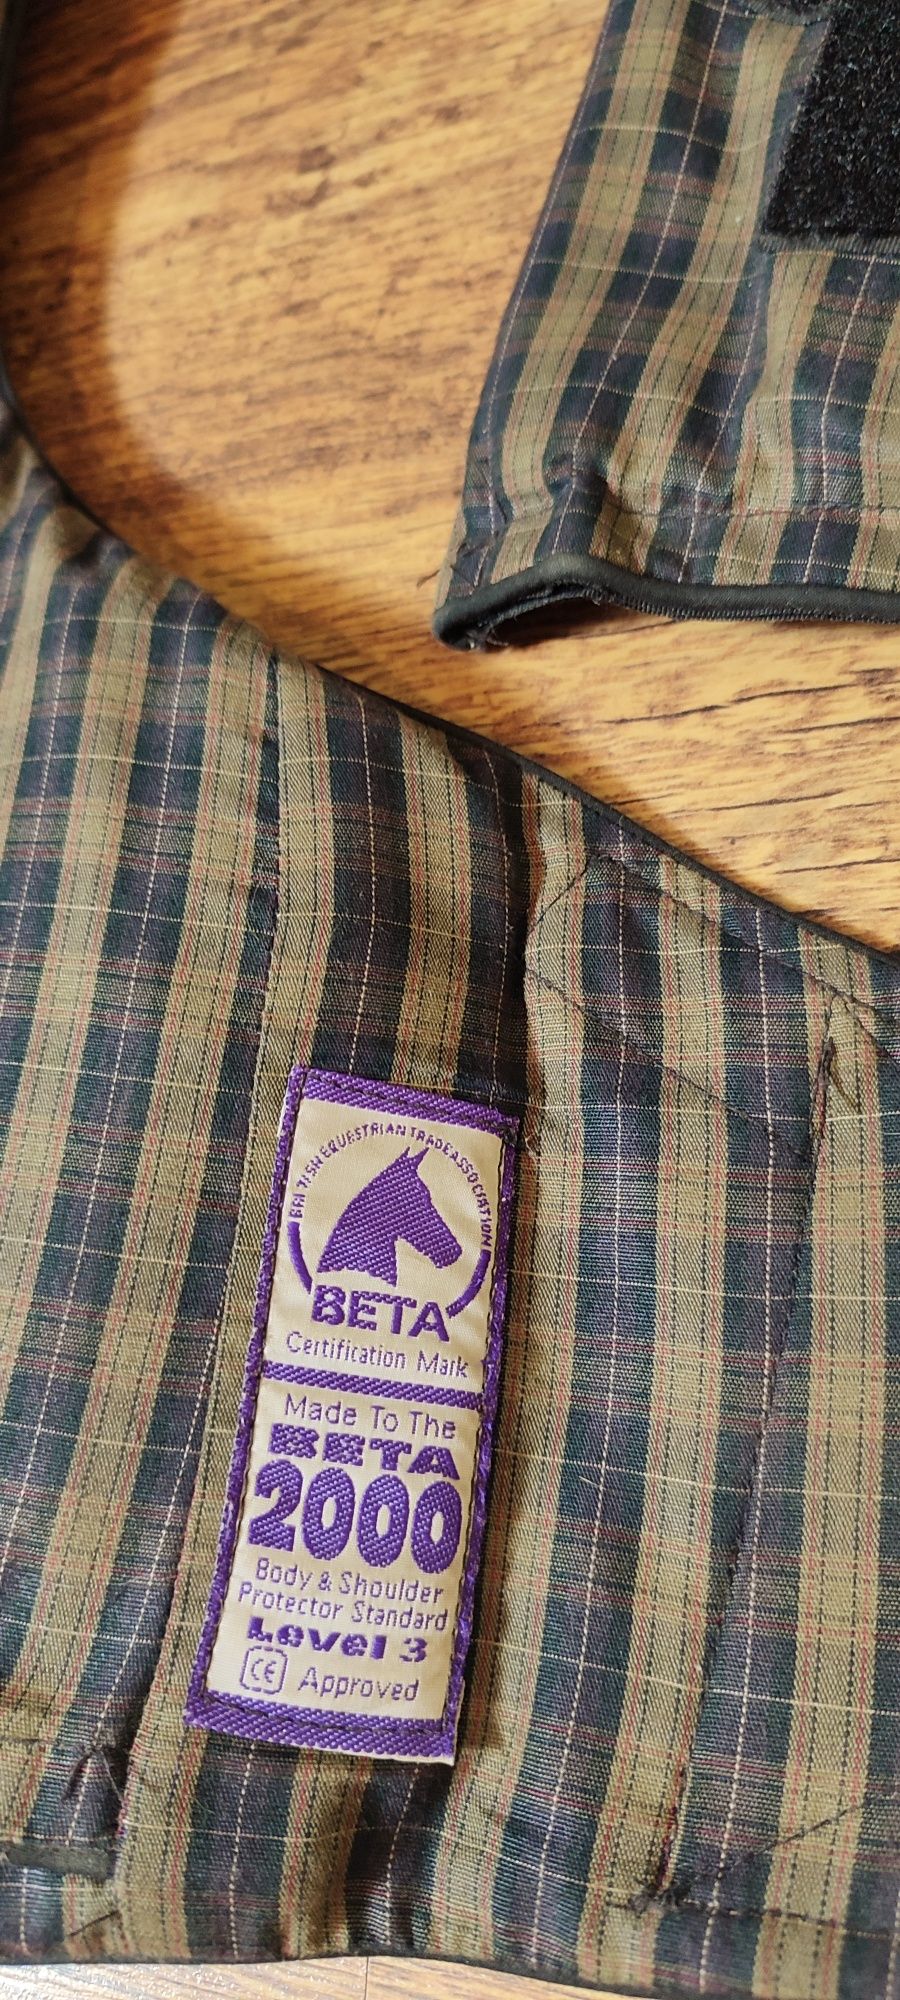 BRITISH EQUESTRIAN TRADE ASSOCIATION
BETA
Certification Mark
Made To The
BETA
2000
Body & Shoulder
Protector Standard
Level 3
CE Approved